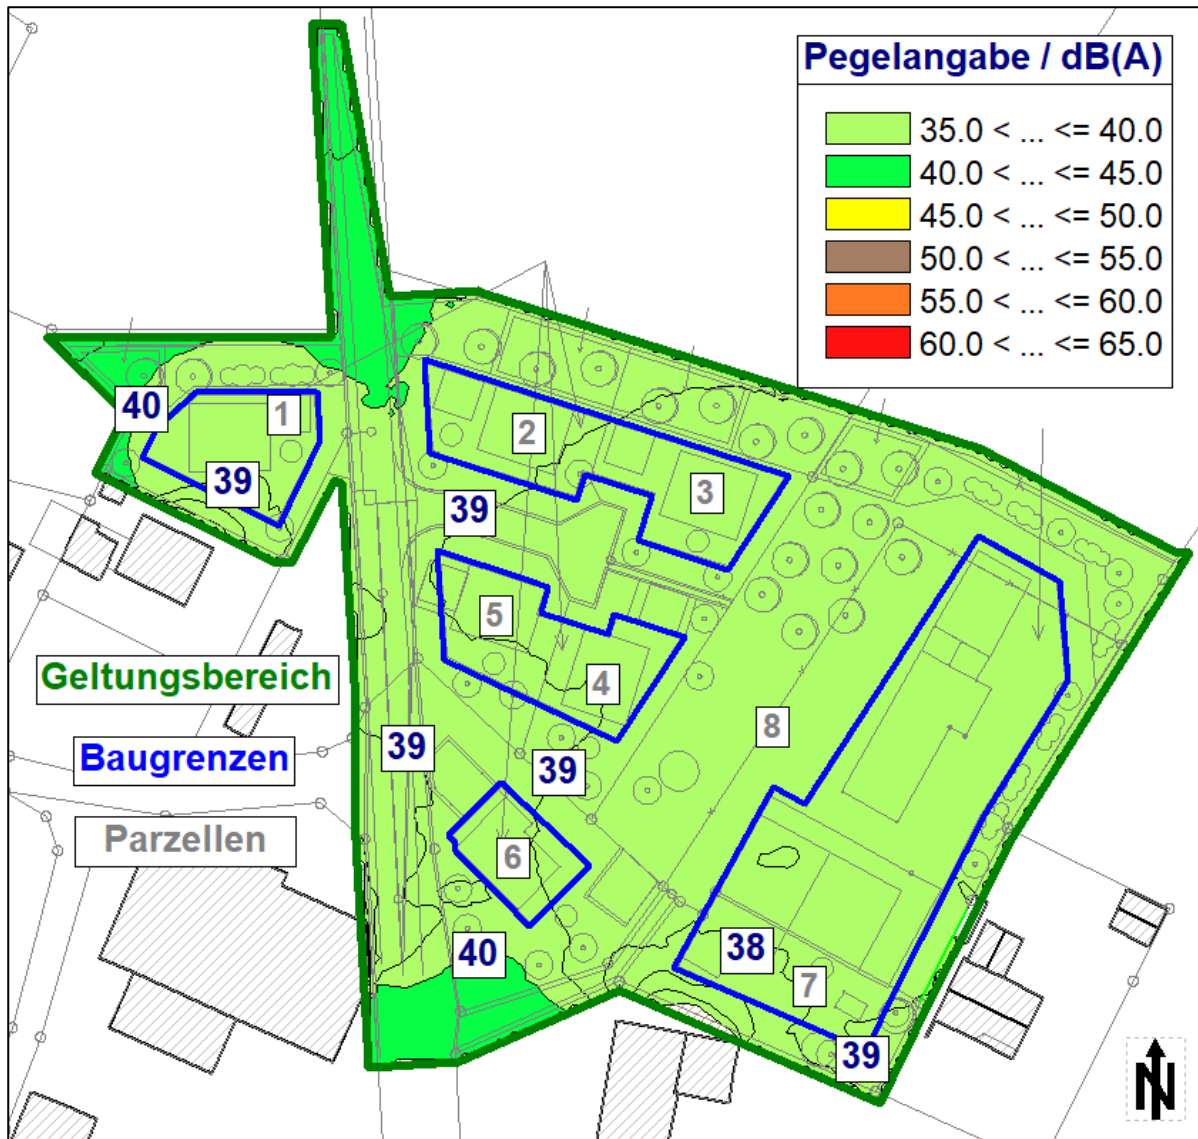 Pegelangabe / dB(A)
35.0 < ... <= 40.0
40.0 < ... <= 45.0
45.0 < ... <= 50.0
50.0 < ... <= 55.0
55.0 < ... <= 60.0
60.0 < ... <= 65.0
40
1
39
2
3
39
5
4
Geltungsbereich
Baugrenzen
Parzellen
39
39
8
6
40
38
7
39
N